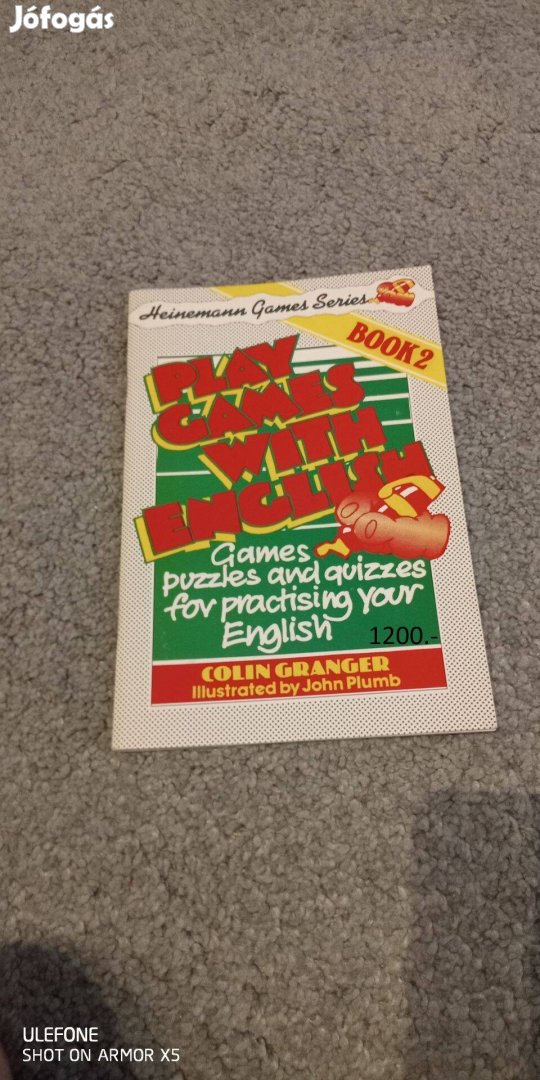 Jófogás
Heinemann Games Series
BOOK 2
PLAY
GAMES
WITH
ENGLISH
Games
puzzles and quizzes
for practising your
English
1200.-
COLIN GRANGER
Illustrated by John Plumb
ULEFONE
SHOT ON ARMOR X5